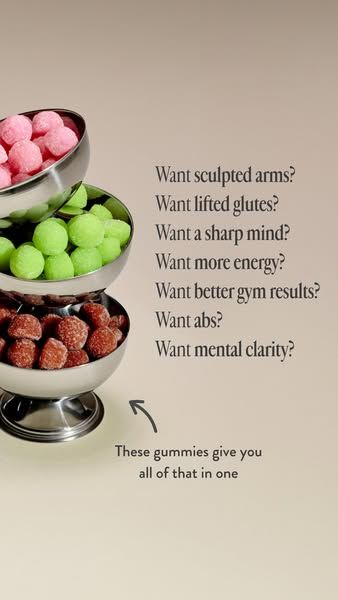 Want sculpted arms?
Want lifted glutes?
Want a sharp mind?
Want more energy?
Want better gym results?
Want abs?
Want mental clarity?
These gummies give you
all of that in one